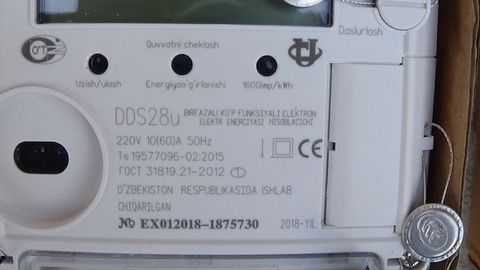 Quvvatni cheklash
Dasturlash
Uzish/ulash
Energiyao'g'irlanishi
1600imp/kWh
DDS28u BIRFAZALI KO'P FUNKSIYALI ELEKTRON
ELEKTR ENERGIYASI HISOBLAGICHI
220V 10(60)A 50Hz
Ts 19577096-02:2015
ГОСТ 31819.21-2012
CE
O'ZBEKISTON RESPUBLIKASIDA ISHLAB
CHIQARILGAN
№ EX012018-1875730 2018-YIL